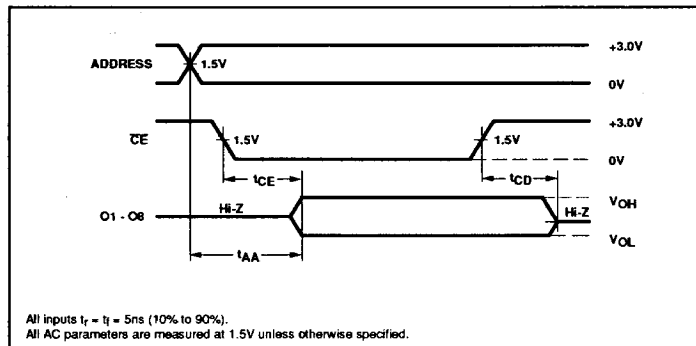 +3.0V
ADDRESS
1.5V
0V
+3.0V
CE
1.5V
1.5V
0V
tCE
tCD
VOH
O1 - O8
Hi-Z
Hi-Z
VOL
tAA
All inputs tr = tf = 5ns (10% to 90%).
All AC parameters are measured at 1.5V unless otherwise specified.